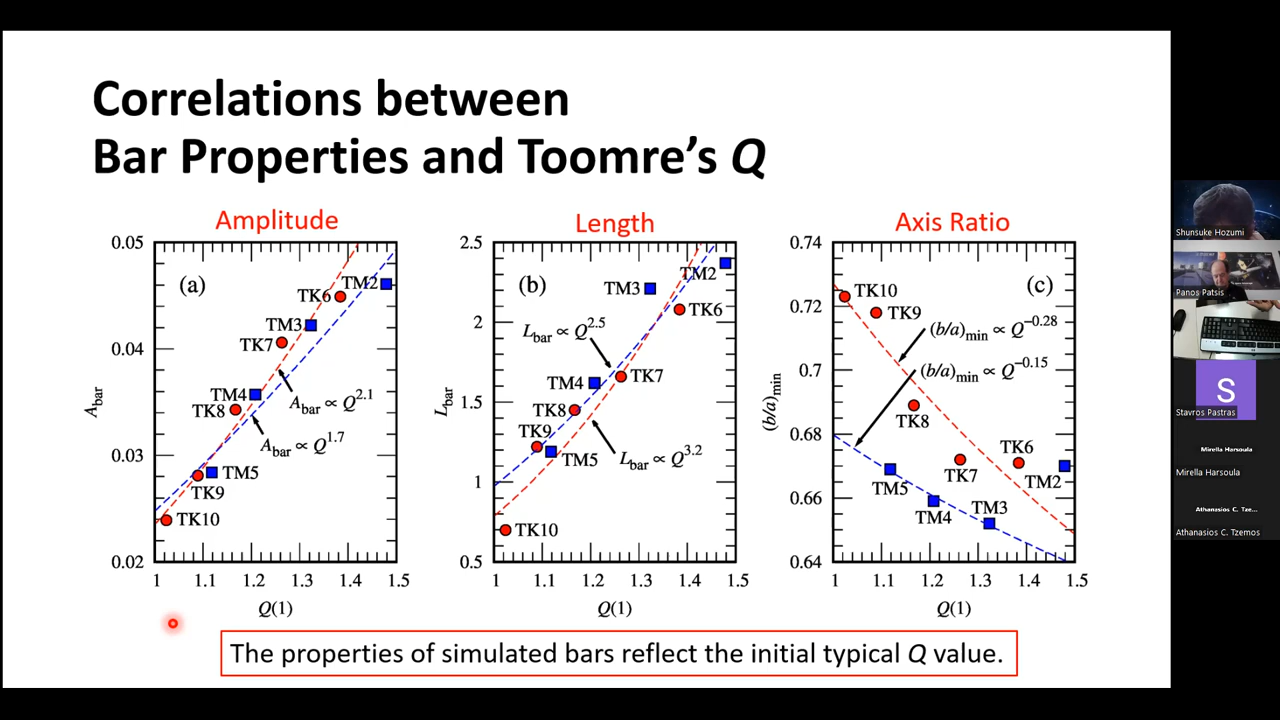 Correlations between
Bar Properties and Toomre’s Q
Amplitude
0.05
0.04
0.03
0.02
A_bar
(a)
TM2
TK6
TM3
TK7
TM4
TK8
TM5
TK9
TK10
A_bar ∝ Q^2.1
A_bar ∝ Q^1.7
1 1.1 1.2 1.3 1.4 1.5
Q(1)
Length
2.5
2
1.5
1
0.5
L_bar
(b)
TM2
TM3
TK6
L_bar ∝ Q^2.5
TK7
TM4
TK8
TK9
TM5
L_bar ∝ Q^3.2
TK10
1 1.1 1.2 1.3 1.4 1.5
Q(1)
Axis Ratio
0.74
0.72
0.7
0.68
0.66
0.64
(b/a)_min
(c)
TK10
TK9
(b/a)_min ∝ Q^−0.28
(b/a)_min ∝ Q^−0.15
TK8
TK6
TK7
TM2
TM5
TM4
TM3
1 1.1 1.2 1.3 1.4 1.5
Q(1)
The properties of simulated bars reflect the initial typical Q value.
Shunsuke Hozumi
Panos Patsis
S
Stavros Pastras
Mirella Harsoula
Mirella Harsoula
Athanasios C. Tze...
Athanasios C. Tzemos